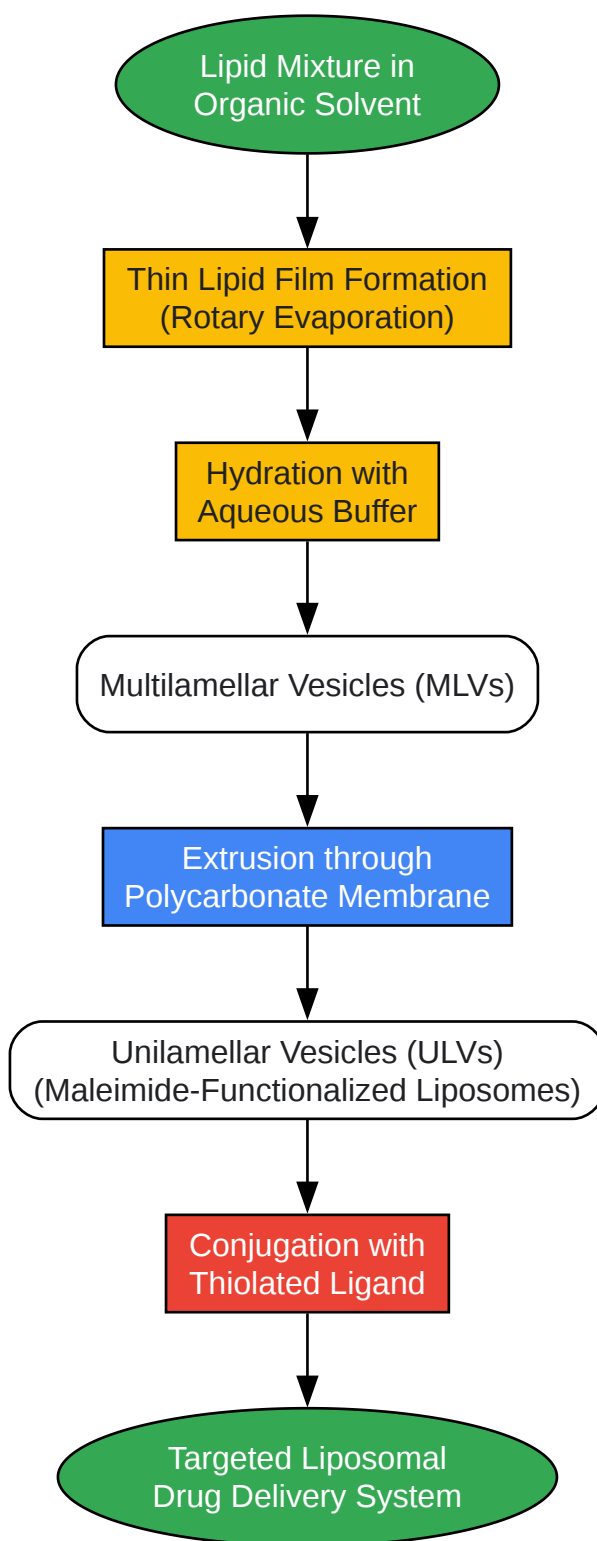 Lipid Mixture in
Organic Solvent
Thin Lipid Film Formation
(Rotary Evaporation)
Hydration with
Aqueous Buffer
Multilamellar Vesicles (MLVs)
Extrusion through
Polycarbonate Membrane
Unilamellar Vesicles (ULVs)
(Maleimide-Functionalized Liposomes)
Conjugation with
Thiolated Ligand
Targeted Liposomal
Drug Delivery System